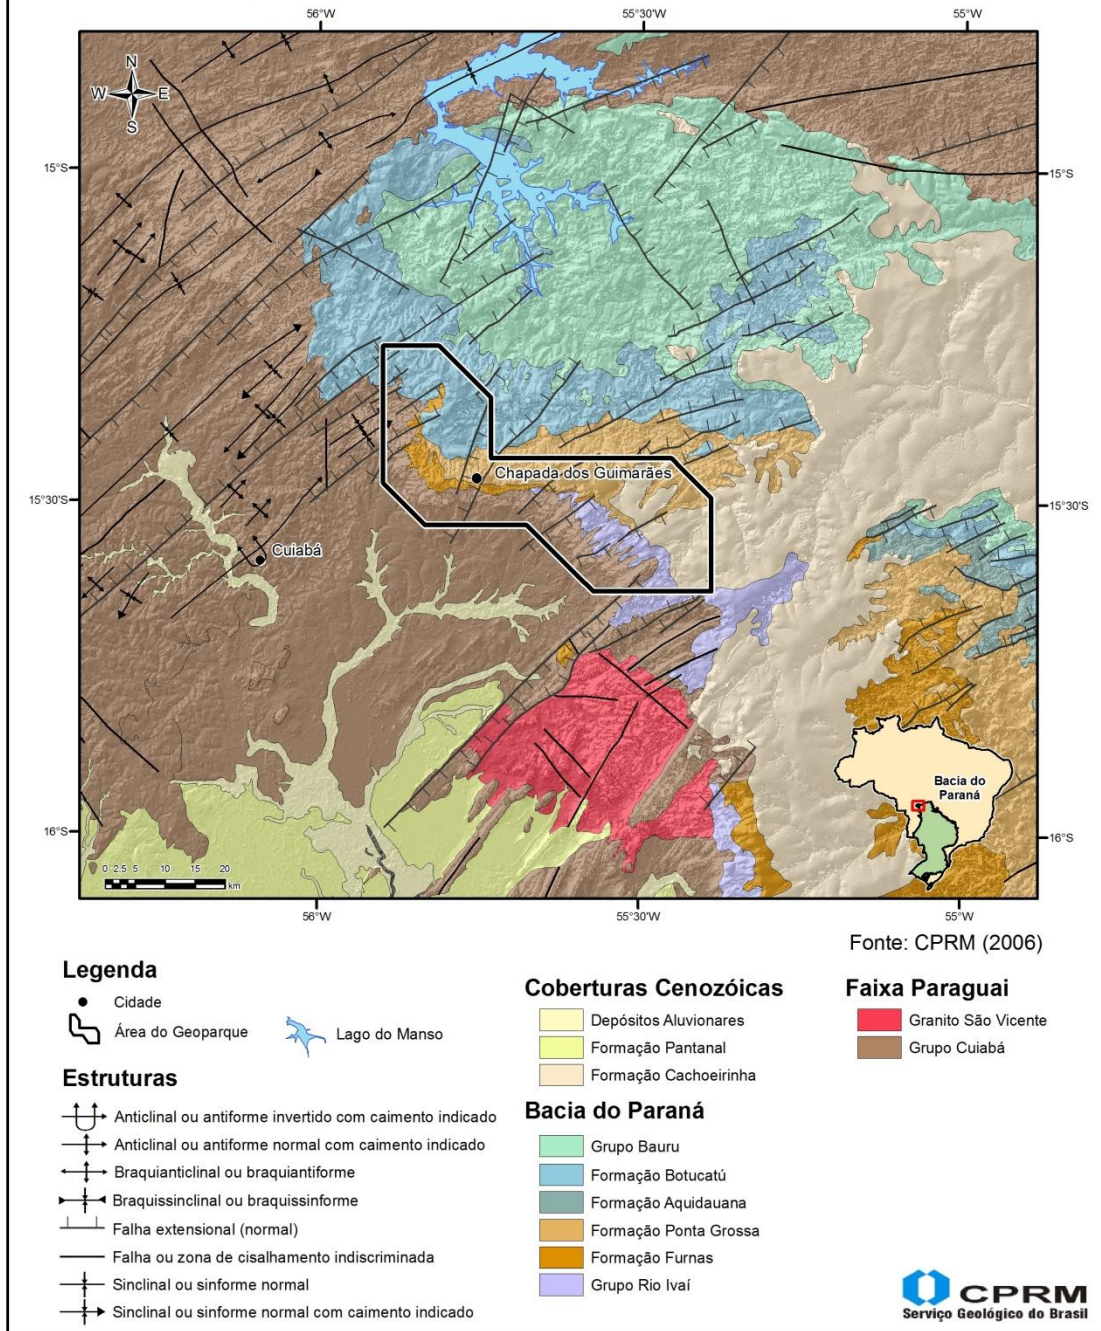 56°W
55°30'W
55°W
N
W
E
S
15°S
15°S
Chapada dos Guimarães
15°30'S
15°30'S
Cuiabá
Bacia do
Paraná
16°S
16°S
0 2,5 5 10 15 20
km
56°W
55°30'W
55°W
Fonte: CPRM (2006)
Legenda
Cidade
Área do Geoparque
Lago do Manso
Estruturas
Anticlinal ou antiforme invertido com caimento indicado
Anticlinal ou antiforme normal com caimento indicado
Braquianticlinal ou braquiantiforme
Braquissinclinal ou braquissinforme
Falha extensional (normal)
Falha ou zona de cisalhamento indiscriminada
Sinclinal ou sinforme normal
Sinclinal ou sinforme normal com caimento indicado
Coberturas Cenozóicas
Depósitos Aluvionares
Formação Pantanal
Formação Cachoeirinha
Bacia do Paraná
Grupo Bauru
Formação Botucatú
Formação Aquidauana
Formação Ponta Grossa
Formação Furnas
Grupo Rio Ivaí
Faixa Paraguai
Granito São Vicente
Grupo Cuiabá
CPRM
Serviço Geológico do Brasil